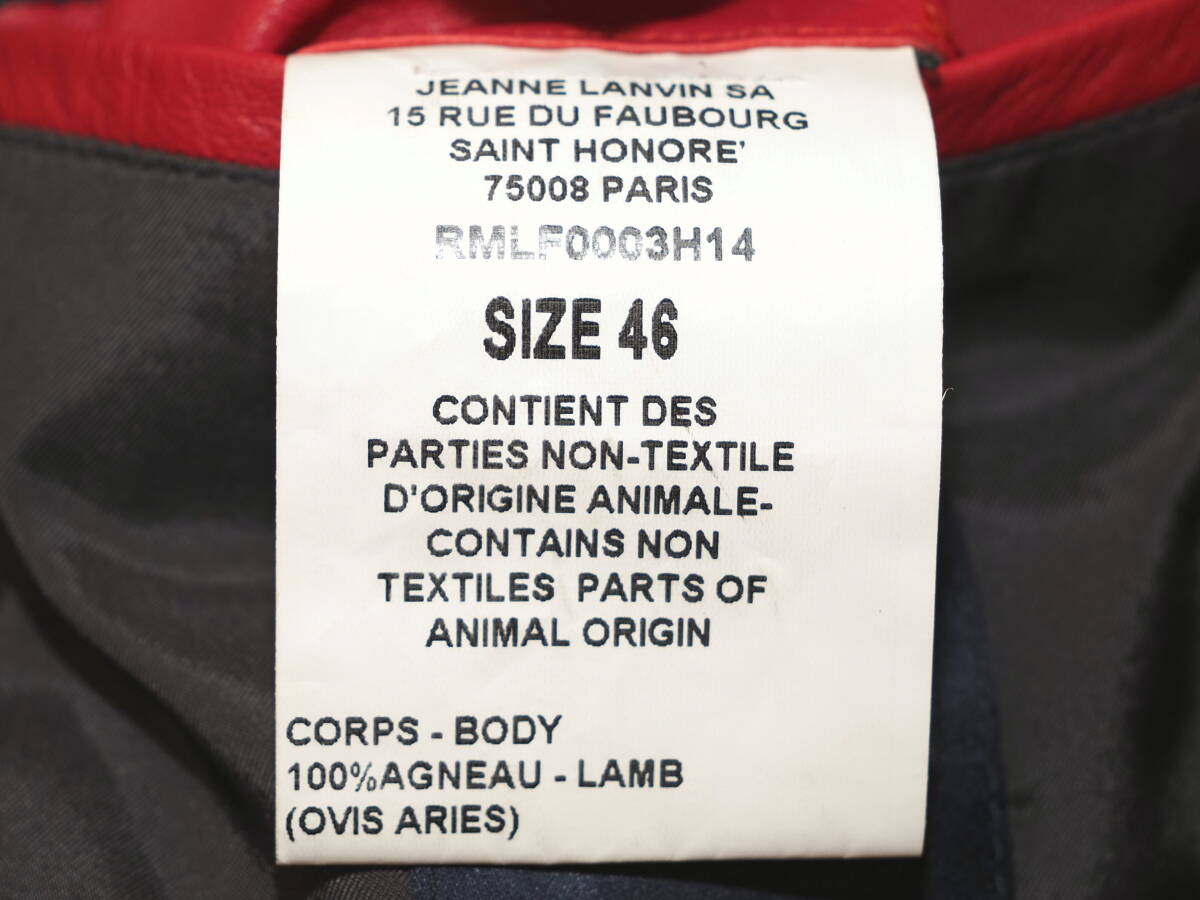 JEANNE LANVIN SA
15 RUE DU FAUBOURG
SAINT HONORE'
75008 PARIS
RMLF0003H14
SIZE 46
CONTIENT DES
PARTIES NON-TEXTILE
D'ORIGINE ANIMALE-
CONTAINS NON
TEXTILES PARTS OF
ANIMAL ORIGIN
CORPS - BODY
100%AGNEAU - LAMB
(OVIS ARIES)